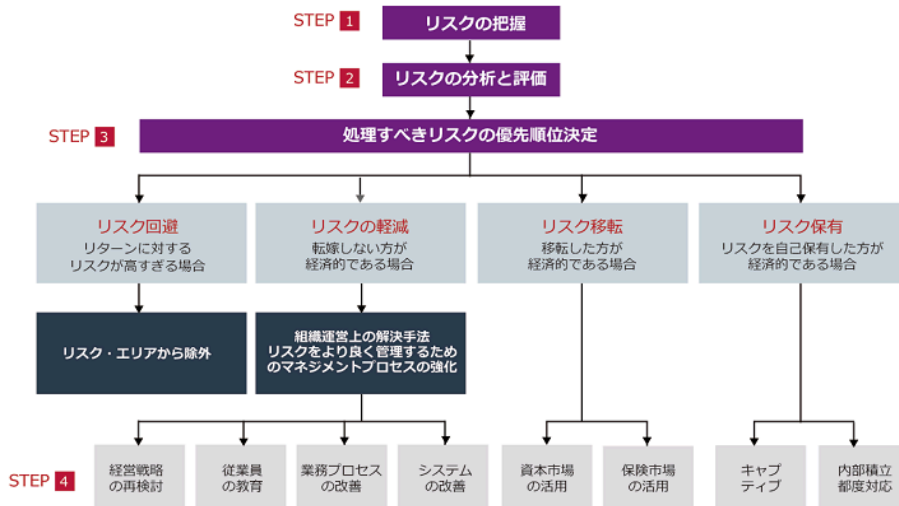 STEP 1
リスクの把握
STEP 2
リスクの分析と評価
STEP 3
処理すべきリスクの優先順位決定
リスク回避
リターンに対する
リスクが高すぎる場合
リスクの軽減
転嫁しない方が
経済的である場合
リスク移転
移転した方が
経済的である場合
リスク保有
リスクを自己保有した方が
経済的である場合
リスク・エリアから除外
組織運営上の解決手法
リスクをより良く管理するため
のマネジメントプロセスの強化
STEP 4
経営戦略
の再検討
従業員
の教育
業務プロセス
の改善
システム
の改善
資本市場
の活用
保険市場
の活用
キャプ
ティブ
内部積立
都度対応